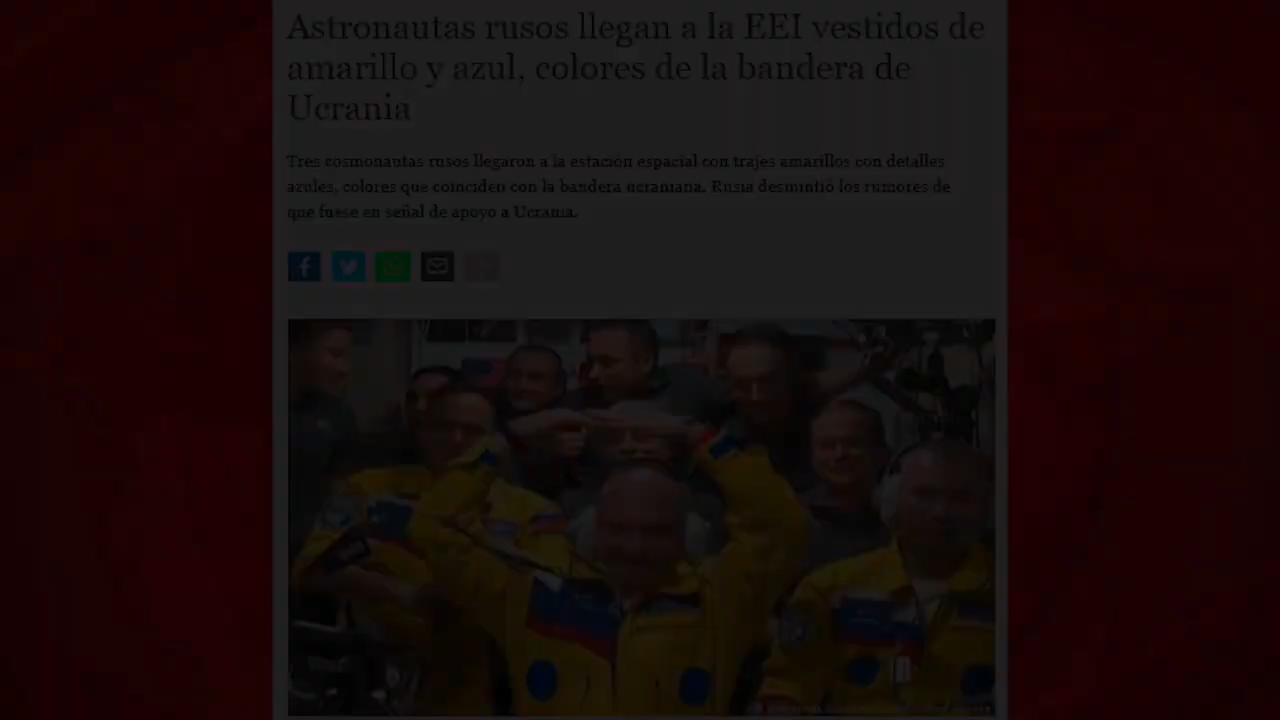 Astronautas rusos llegan a la EEI vestidos de
amarillo y azul, colores de la bandera de
Ucrania
Tres cosmonautas rusos llegaron a la estación espacial con trajes amarillos con detalles
azules, colores que coinciden con la bandera ucraniana. Rusia desmintió los rumores de
que fuese en señal de apoyo a Ucrania.